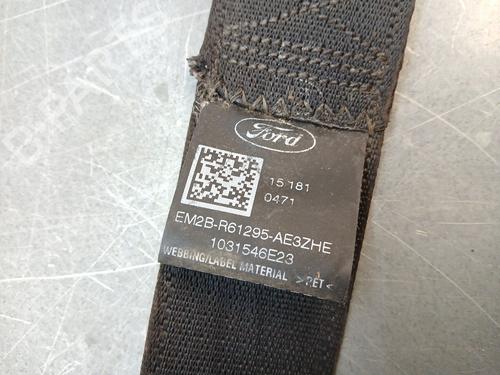 Ford
15 181
0471
EM2B-R61295-AE3ZHE
1031546E23
WEBBING/LABEL MATERIAL >PET<